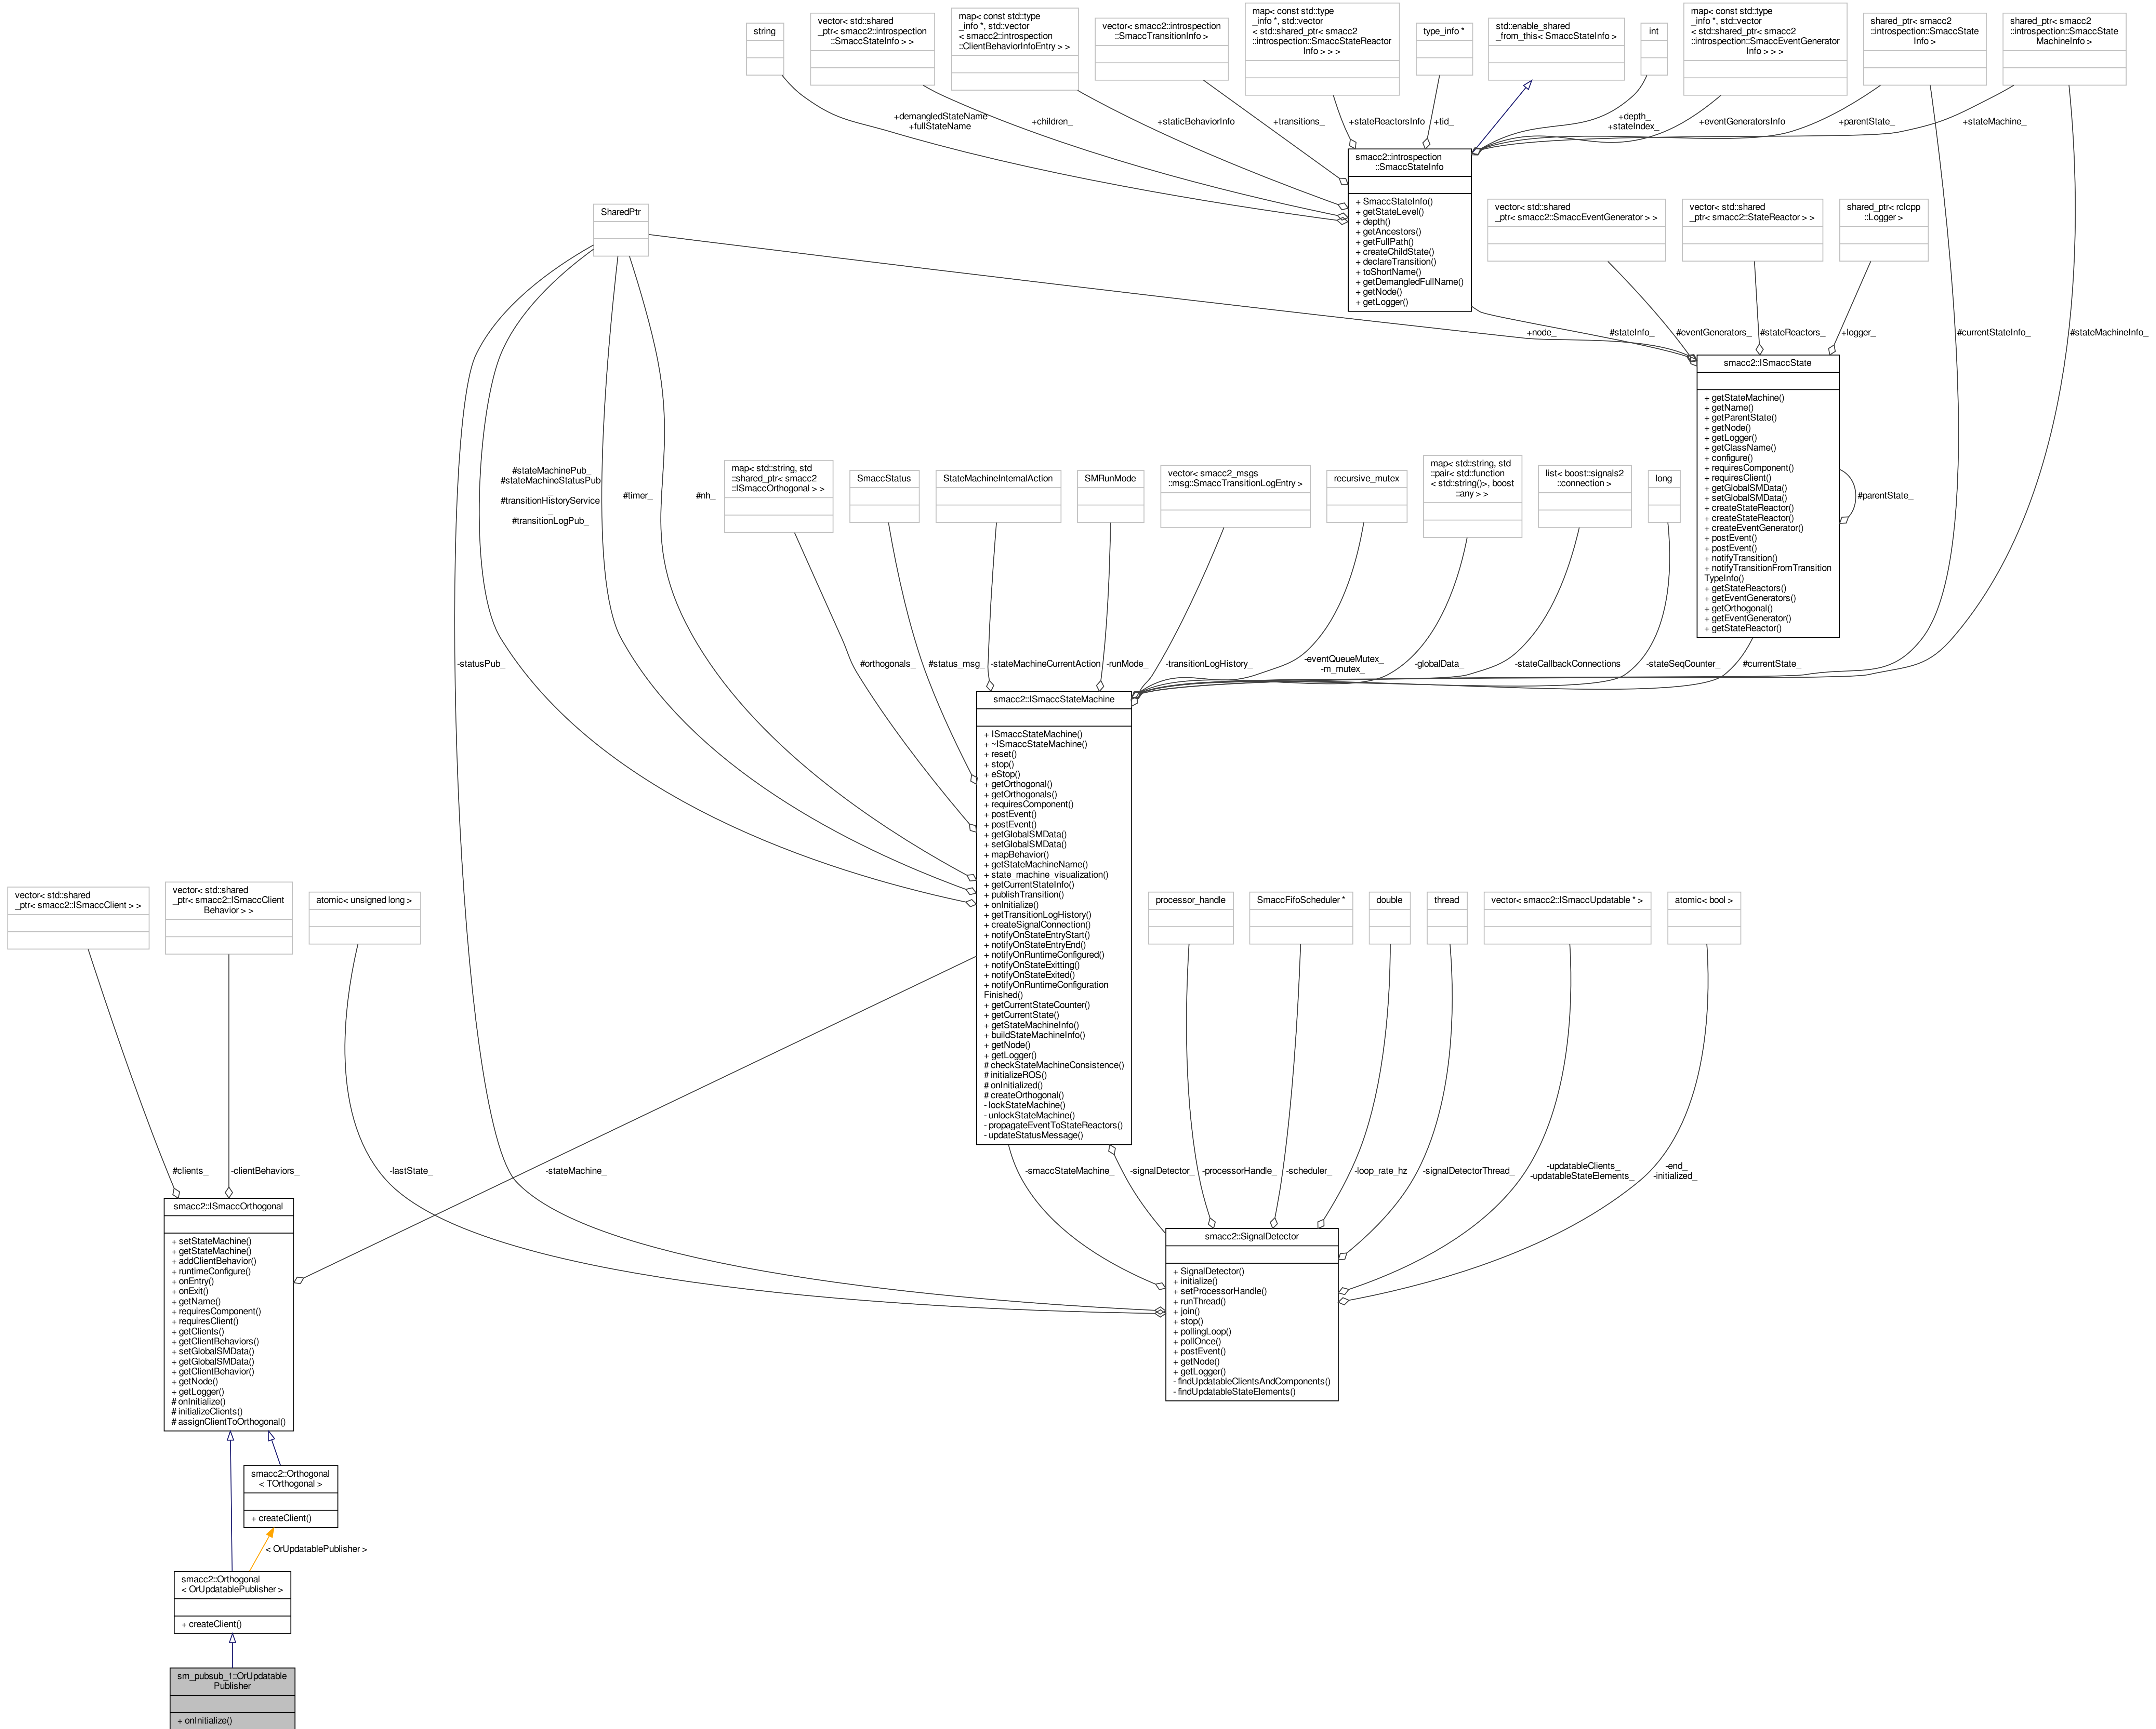 string
vector< std::shared
_ptr< smacc2::introspection
::SmaccStateInfo > >
map< const std::type
_info *, std::vector
< smacc2::introspection
::ClientBehaviorInfoEntry > >
vector< smacc2::introspection
::SmaccTransitionInfo >
map< const std::type
_info *, std::vector
< std::shared_ptr< smacc2
::introspection::SmaccStateReactor
Info > > >
type_info *
std::enable_shared
_from_this< SmaccStateInfo >
int
map< const std::type
_info *, std::vector
< std::shared_ptr< smacc2
::introspection::SmaccEventGenerator
Info > > >
shared_ptr< smacc2
::introspection::SmaccState
Info >
shared_ptr< smacc2
::introspection::SmaccState
MachineInfo >
+demangledStateName
+fullStateName
+children_
+staticBehaviorInfo
+transitions_
+stateReactorsInfo
+tid_
+depth_
+stateIndex_
+eventGeneratorsInfo
+parentState_
+stateMachine_
smacc2::introspection
::SmaccStateInfo
+ SmaccStateInfo()
+ getStateLevel()
+ depth()
+ getAncestors()
+ getFullPath()
+ createChildState()
+ declareTransition()
+ toShortName()
+ getDemangledFullName()
+ getNode()
+ getLogger()
SharedPtr
vector< std::shared
_ptr< smacc2::SmaccEventGenerator > >
vector< std::shared
_ptr< smacc2::StateReactor > >
shared_ptr< rclcpp
::Logger >
+node_
#stateInfo_
#eventGenerators_
#stateReactors_
+logger_
#currentStateInfo_
#stateMachineInfo_
smacc2::ISmaccState
+ getStateMachine()
+ getName()
+ getParentState()
+ getNode()
+ getLogger()
+ getClassName()
+ configure()
+ requiresComponent()
+ requiresClient()
+ getGlobalSMData()
+ setGlobalSMData()
+ createStateReactor()
+ createStateReactor()
+ createEventGenerator()
+ postEvent()
+ postEvent()
+ notifyTransition()
+ notifyTransitionFromTransition
TypeInfo()
+ getStateReactors()
+ getEventGenerators()
+ getOrthogonal()
+ getEventGenerator()
+ getStateReactor()
#parentState_
#stateMachinePub_
#stateMachineStatusPub
_
#transitionHistoryService
_
#transitionLogPub_
#timer_
#nh_
map< std::string, std
::shared_ptr< smacc2
::ISmaccOrthogonal > >
SmaccStatus
StateMachineInternalAction
SMRunMode
vector< smacc2_msgs
::msg::SmaccTransitionLogEntry >
recursive_mutex
map< std::string, std
::pair< std::function
< std::string()>, boost
::any > >
list< boost::signals2
::connection >
long
-statusPub_
#orthogonals_
#status_msg_
-stateMachineCurrentAction
-runMode_
-transitionLogHistory_
-eventQueueMutex_
-m_mutex_
-globalData_
-stateCallbackConnections
-stateSeqCounter_
#currentState_
smacc2::ISmaccStateMachine
+ ISmaccStateMachine()
+ ~ISmaccStateMachine()
+ reset()
+ stop()
+ eStop()
+ getOrthogonal()
+ getOrthogonals()
+ requiresComponent()
+ postEvent()
+ postEvent()
+ getGlobalSMData()
+ setGlobalSMData()
+ mapBehavior()
+ getStateMachineName()
+ state_machine_visualization()
+ getCurrentStateInfo()
+ publishTransition()
+ onInitialize()
+ getTransitionLogHistory()
+ createSignalConnection()
+ notifyOnStateEntryStart()
+ notifyOnStateEntryEnd()
+ notifyOnRuntimeConfigured()
+ notifyOnStateExitting()
+ notifyOnStateExited()
+ notifyOnRuntimeConfiguration
Finished()
+ getCurrentStateCounter()
+ getCurrentState()
+ getStateMachineInfo()
+ buildStateMachineInfo()
+ getNode()
+ getLogger()
# checkStateMachineConsistence()
# initializeROS()
# onInitialized()
# createOrthogonal()
- lockStateMachine()
- unlockStateMachine()
- propagateEventToStateReactors()
- updateStatusMessage()
vector< std::shared
_ptr< smacc2::ISmaccClient > >
vector< std::shared
_ptr< smacc2::ISmaccClient
Behavior > >
atomic< unsigned long >
processor_handle
SmaccFifoScheduler *
double
thread
vector< smacc2::ISmaccUpdatable * >
atomic< bool >
#clients_
-clientBehaviors_
-lastState_
-stateMachine_
-smaccStateMachine_
-signalDetector_
-processorHandle_
-scheduler_
-loop_rate_hz
-signalDetectorThread_
-updatableClients_
-updatableStateElements_
-end_
-initialized_
smacc2::ISmaccOrthogonal
+ setStateMachine()
+ getStateMachine()
+ addClientBehavior()
+ runtimeConfigure()
+ onEntry()
+ onExit()
+ getName()
+ requiresComponent()
+ requiresClient()
+ getClients()
+ getClientBehaviors()
+ setGlobalSMData()
+ getGlobalSMData()
+ getClientBehavior()
+ getNode()
+ getLogger()
# onInitialize()
# initializeClients()
# assignClientToOrthogonal()
smacc2::SignalDetector
+ SignalDetector()
+ initialize()
+ setProcessorHandle()
+ runThread()
+ join()
+ stop()
+ pollingLoop()
+ pollOnce()
+ postEvent()
+ getNode()
+ getLogger()
- findUpdatableClientsAndComponents()
- findUpdatableStateElements()
smacc2::Orthogonal
< TOrthogonal >
+ createClient()
< OrUpdatablePublisher >
smacc2::Orthogonal
< OrUpdatablePublisher >
+ createClient()
sm_pubsub_1::OrUpdatable
Publisher
+ onInitialize()